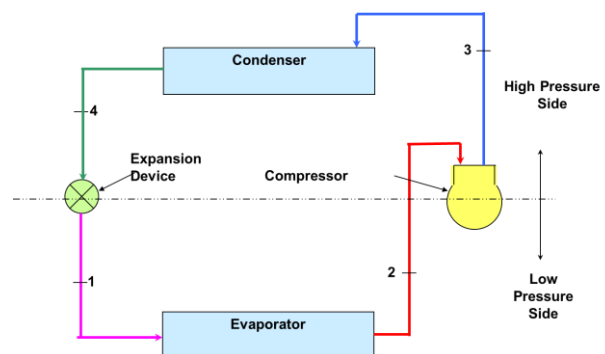 3
Condenser
High Pressure
Side
4
Expansion
Device
Compressor
1
2
Low
Pressure
Side
Evaporator